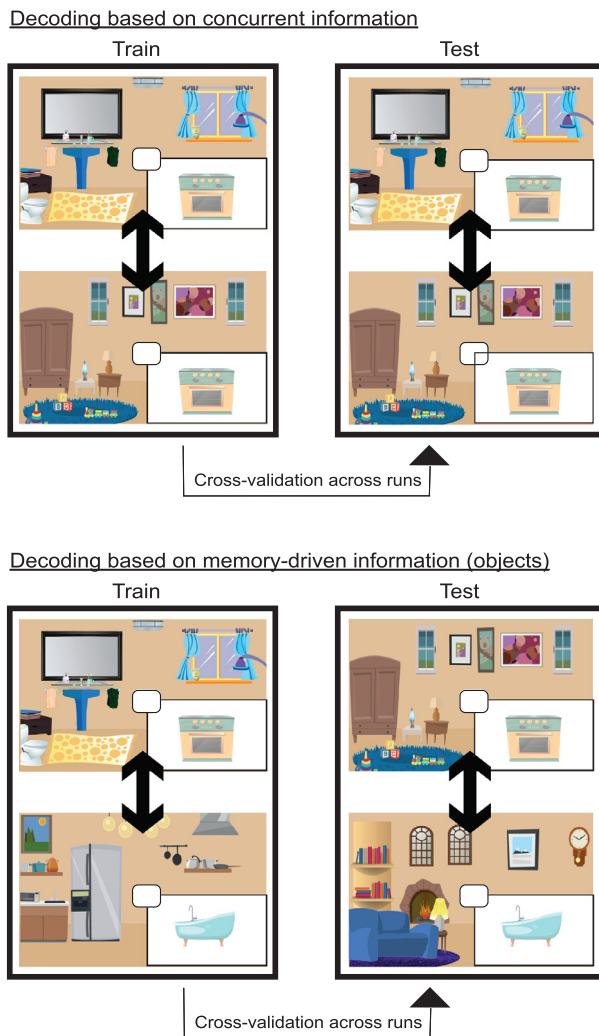 Decoding based on concurrent information
Train Test
Cross-validation across runs
Decoding based on memory-driven information (objects)
Train Test
Cross-validation across runs